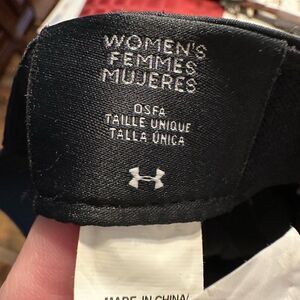 WOMEN'S
FEMMES
MUJERES
OSFA
TAILLE UNIQUE
TALLA ÚNICA
MADE IN CHINA/